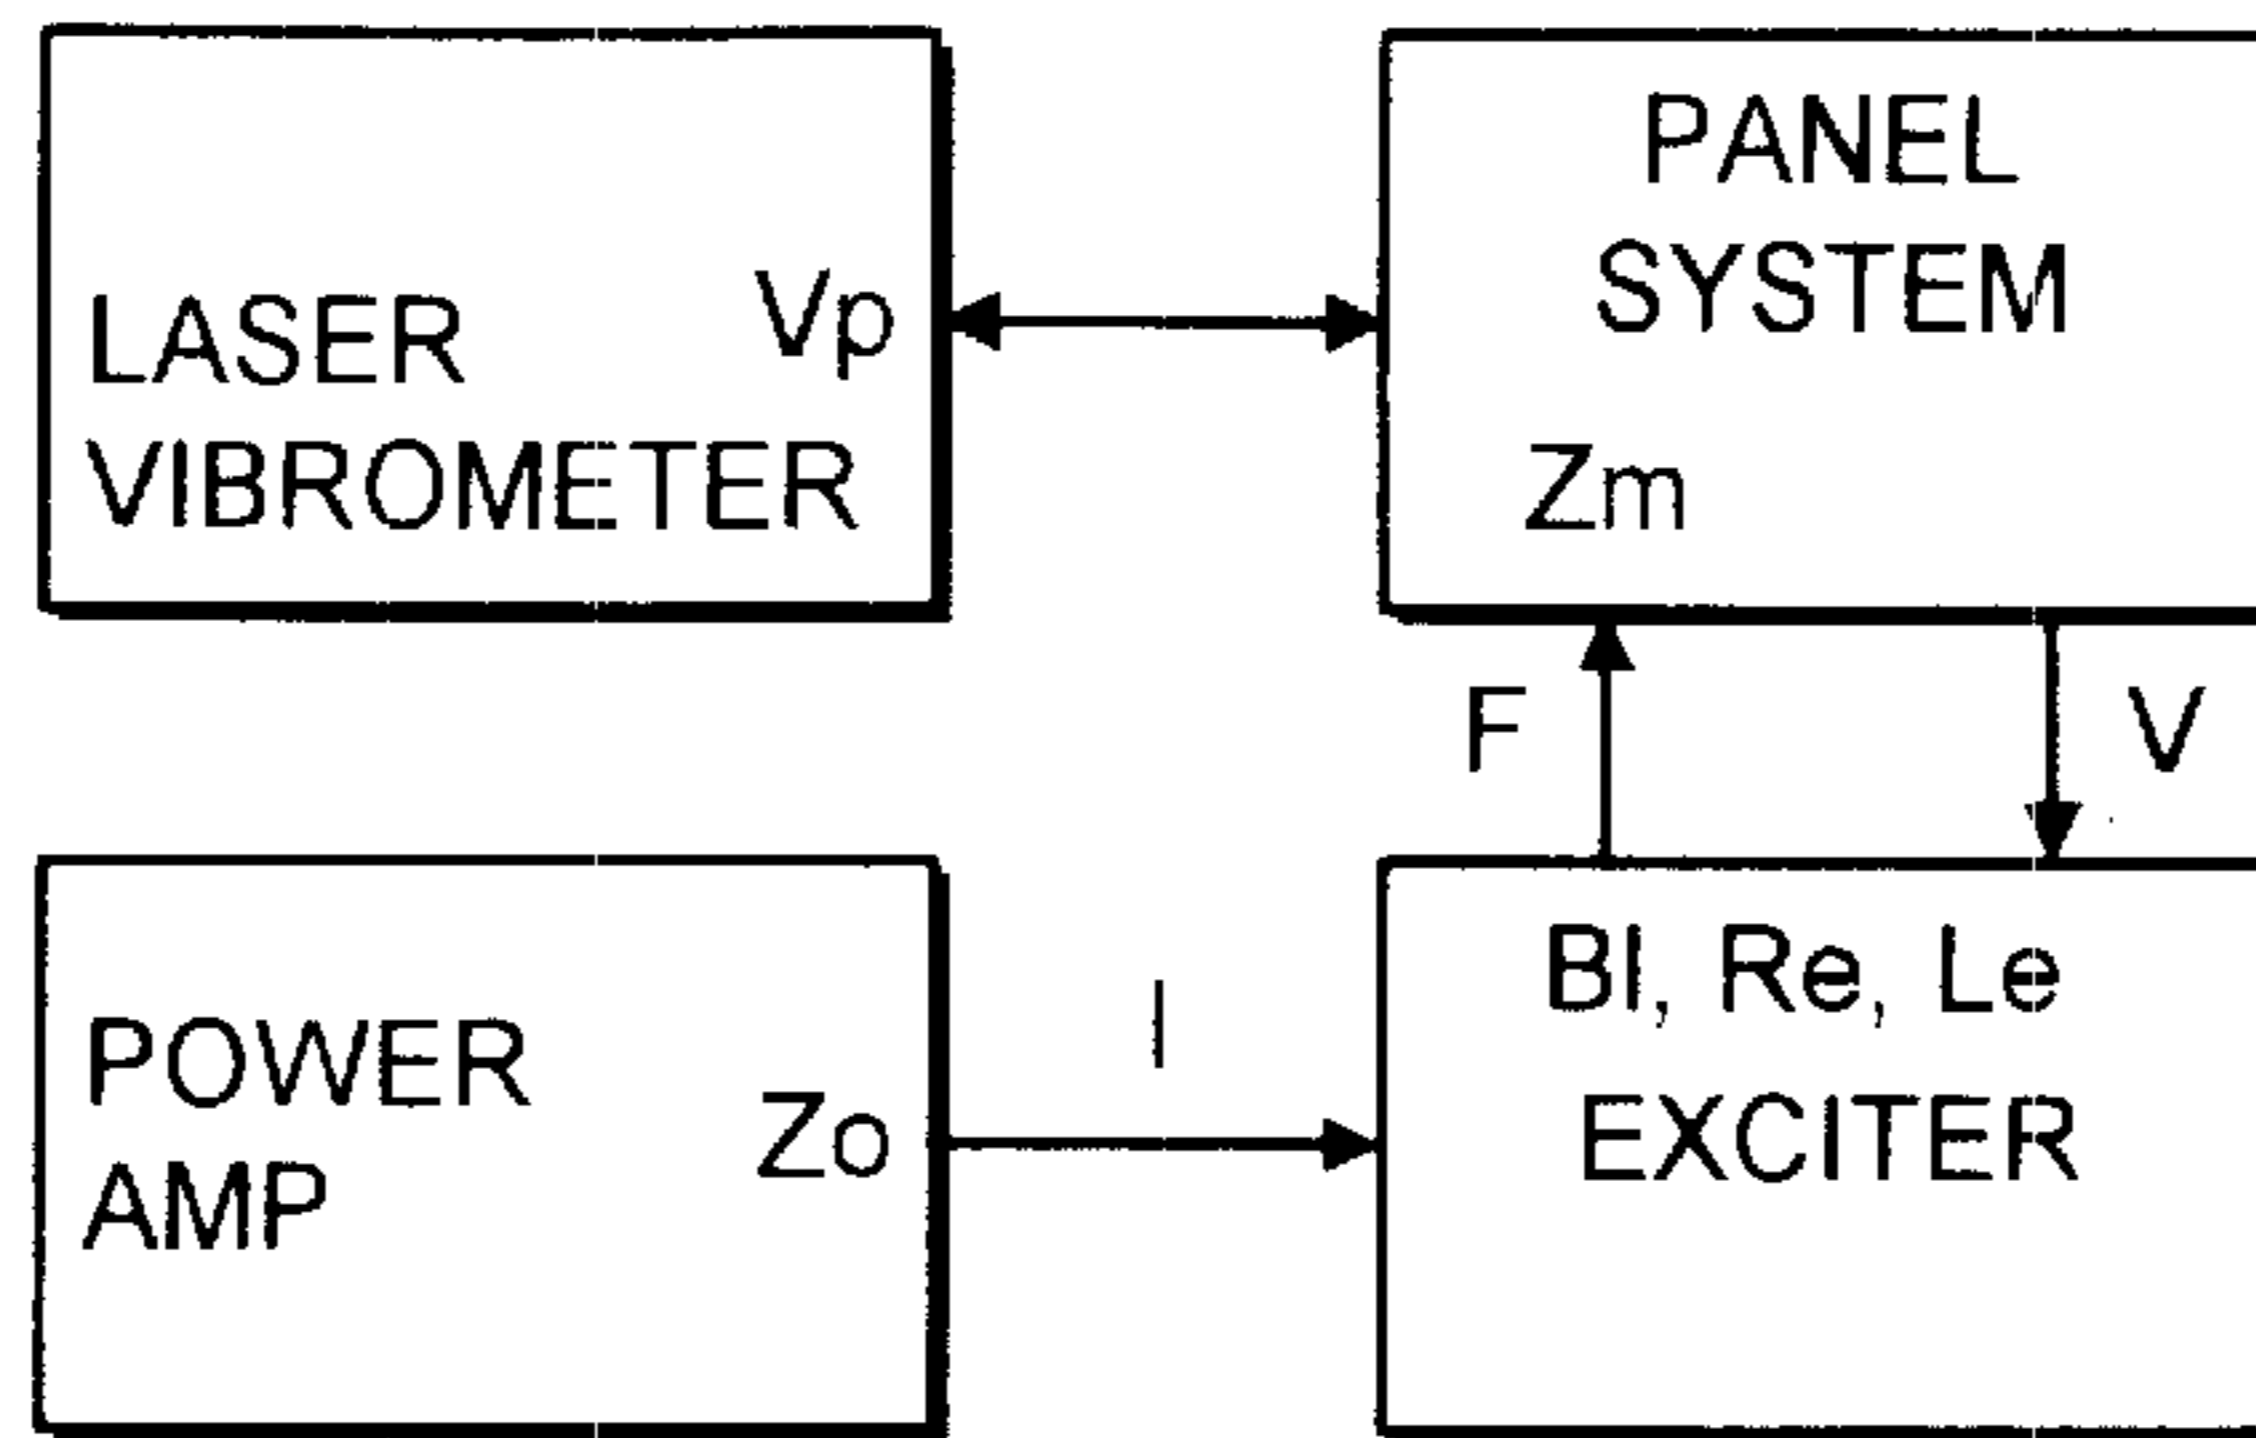 PANEL
SYSTEM
Vp
LASER
VIBROMETER
Zm
F
V
Bl, Re, Le
I
POWER
EXCITER
Zo
AMP